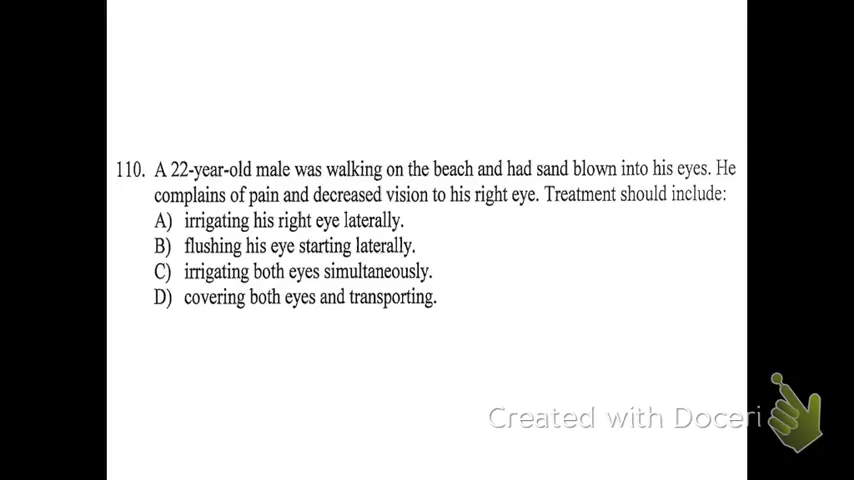 110. A 22-year-old male was walking on the beach and had sand blown into his eyes. He
complains of pain and decreased vision to his right eye. Treatment should include:
A) irrigating his right eye laterally.
B) flushing his eye starting laterally.
C) irrigating both eyes simultaneously.
D) covering both eyes and transporting.
Created with Doceri